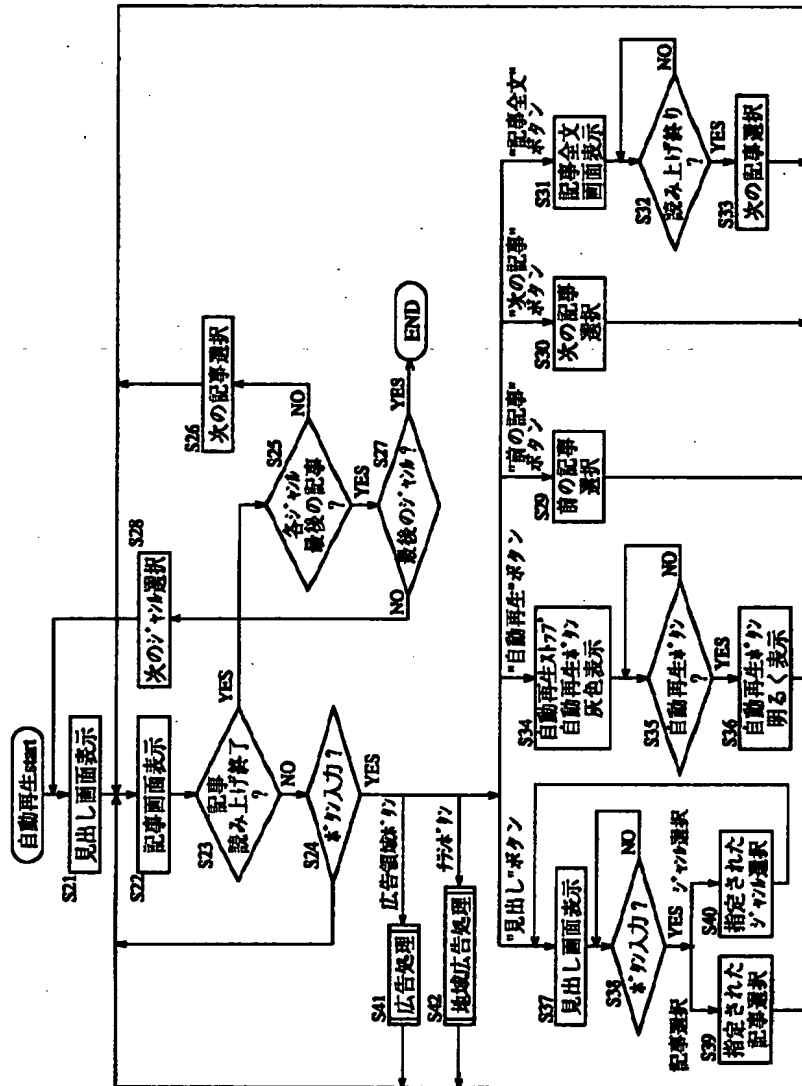 自動再生start
S21
見出し画面表示
S22
記事画面表示
S23
記事
読み上げ終了
?
YES
NO
S24
ボタン入力?
YES
S28
次のジャンル選択
S26
次の記事選択
S25
各ジャンル
最後の記事
?
NO
YES
S27
最後のジャンル?
NO
YES
END
広告領域ボタン
S41
広告処理
チラシボタン
S42
地域広告処理
"見出し"ボタン
S37
見出し画面表示
S38
ボタン入力?
NO
YES
記事選択
ジャンル選択
S39
指定された
記事選択
S40
指定された
ジャンル選択
"自動再生"ボタン
S34
自動再生ストップ
自動再生ボタン
灰色表示
S35
自動再生ボタン
?
NO
YES
S36
自動再生ボタン
明るく表示
"前の記事"
ボタン
S29
前の記事
選択
"次の記事"
ボタン
S30
次の記事
選択
"記事全文"
ボタン
S31
記事全文
画面表示
S32
読み上げ終り
?
NO
YES
S33
次の記事選択